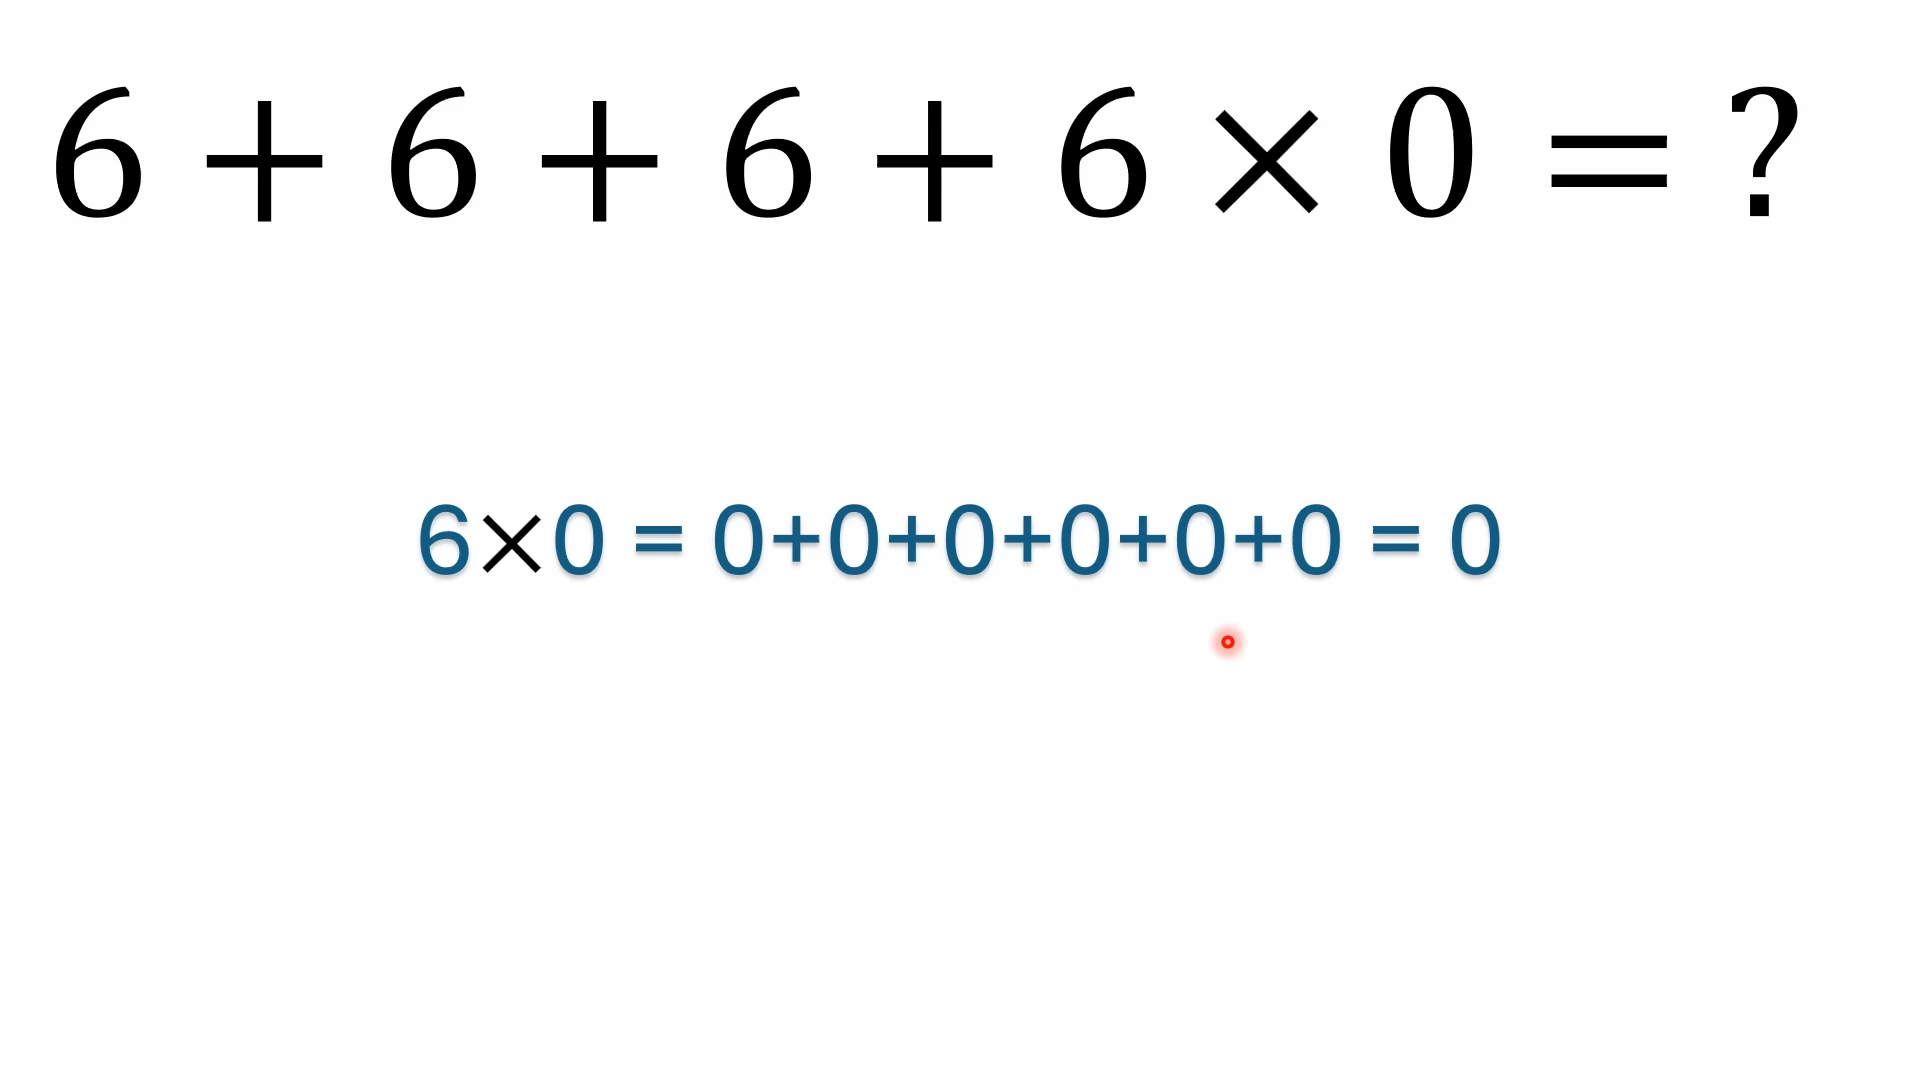 6 + 6 + 6 + 6 × 0 = ?
6×0 = 0+0+0+0+0+0 = 0